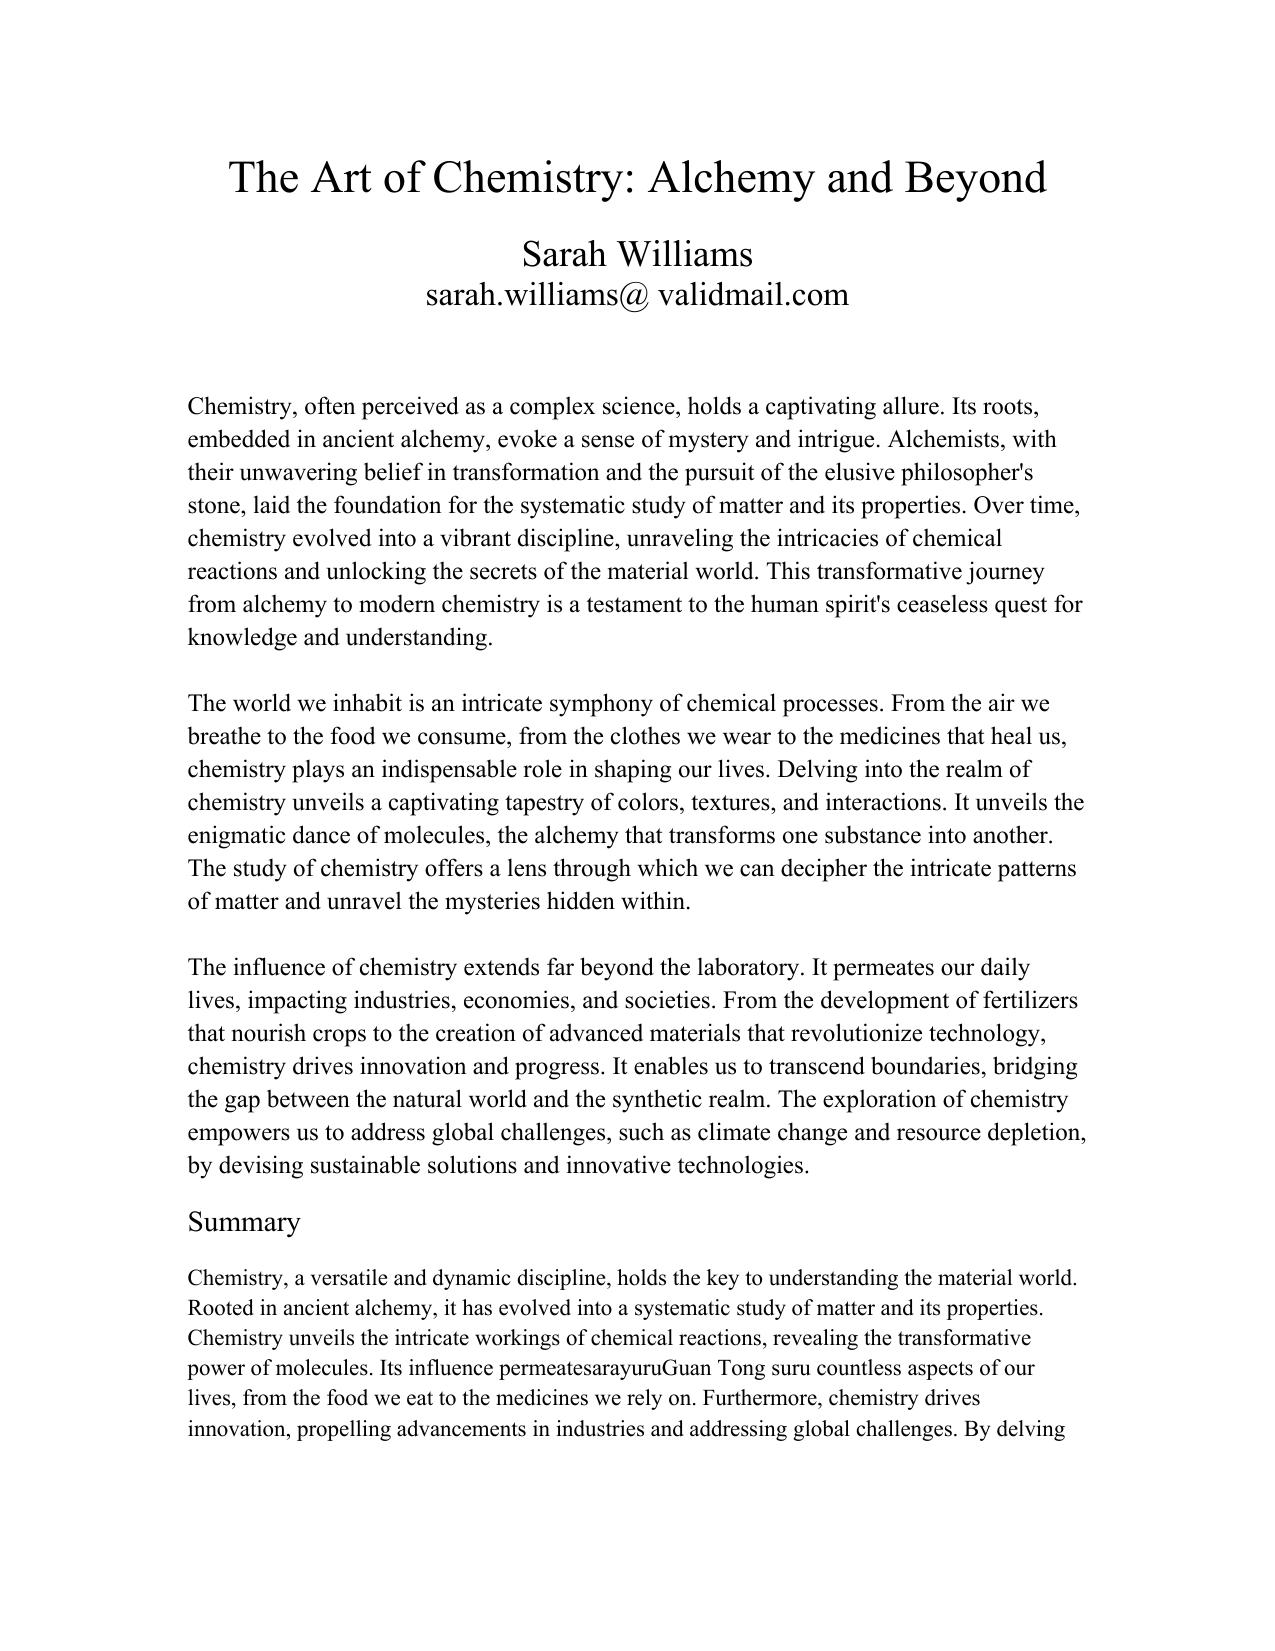 The Art of Chemistry: Alchemy and Beyond
Sarah Williams
sarah.williams@ validmail.com
Chemistry, often perceived as a complex science, holds a captivating allure. Its roots,
embedded in ancient alchemy, evoke a sense of mystery and intrigue. Alchemists, with
their unwavering belief in transformation and the pursuit of the elusive philosopher's
stone, laid the foundation for the systematic study of matter and its properties. Over time,
chemistry evolved into a vibrant discipline, unraveling the intricacies of chemical
reactions and unlocking the secrets of the material world. This transformative journey
from alchemy to modern chemistry is a testament to the human spirit's ceaseless quest for
knowledge and understanding.
The world we inhabit is an intricate symphony of chemical processes. From the air we
breathe to the food we consume, from the clothes we wear to the medicines that heal us,
chemistry plays an indispensable role in shaping our lives. Delving into the realm of
chemistry unveils a captivating tapestry of colors, textures, and interactions. It unveils the
enigmatic dance of molecules, the alchemy that transforms one substance into another.
The study of chemistry offers a lens through which we can decipher the intricate patterns
of matter and unravel the mysteries hidden within.
The influence of chemistry extends far beyond the laboratory. It permeates our daily
lives, impacting industries, economies, and societies. From the development of fertilizers
that nourish crops to the creation of advanced materials that revolutionize technology,
chemistry drives innovation and progress. It enables us to transcend boundaries, bridging
the gap between the natural world and the synthetic realm. The exploration of chemistry
empowers us to address global challenges, such as climate change and resource depletion,
by devising sustainable solutions and innovative technologies.
Summary
Chemistry, a versatile and dynamic discipline, holds the key to understanding the material world.
Rooted in ancient alchemy, it has evolved into a systematic study of matter and its properties.
Chemistry unveils the intricate workings of chemical reactions, revealing the transformative
power of molecules. Its influence permeatesarayuruGuan Tong suru countless aspects of our
lives, from the food we eat to the medicines we rely on. Furthermore, chemistry drives
innovation, propelling advancements in industries and addressing global challenges. By delving